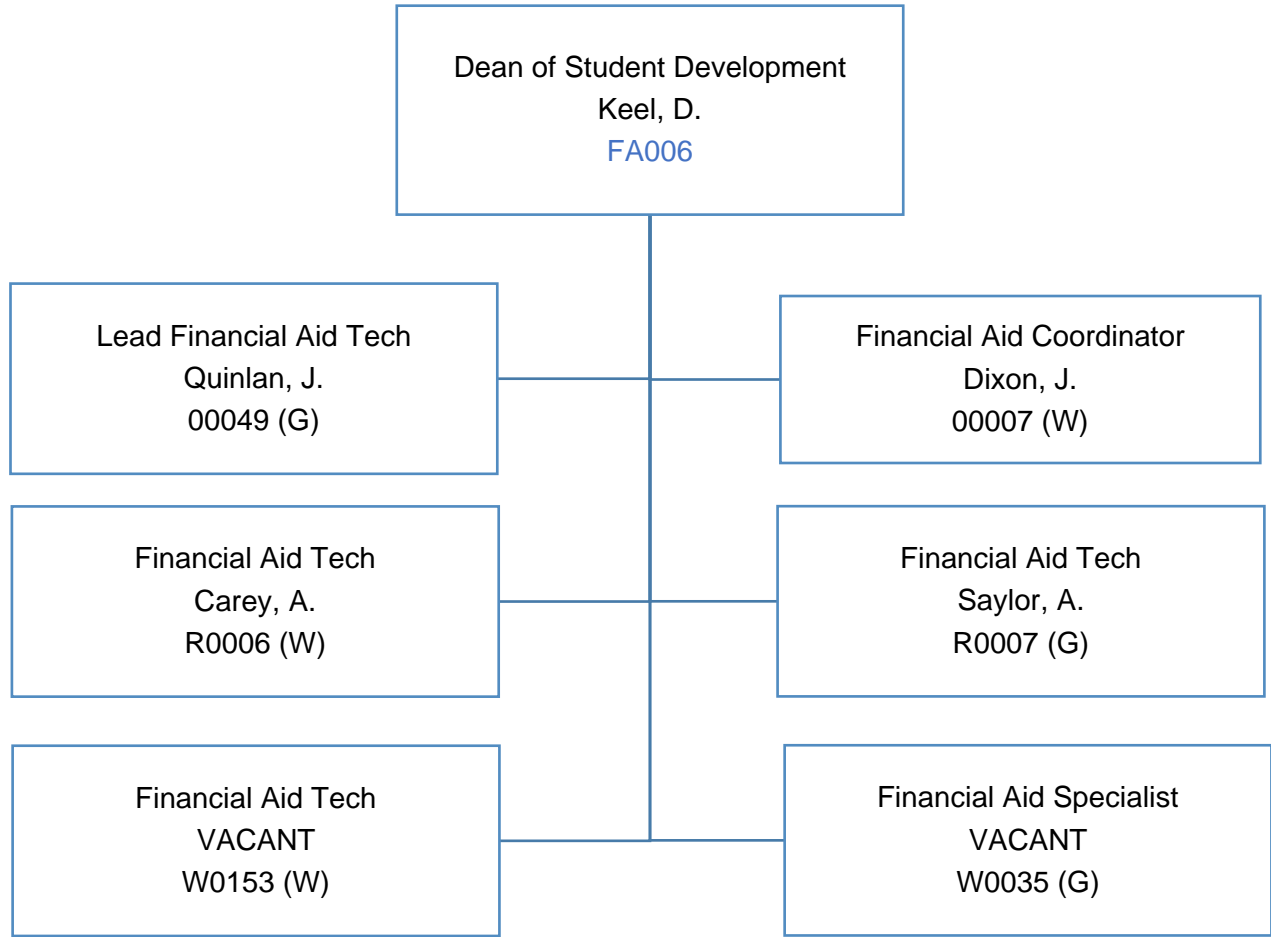 Dean of Student Development
Keel, D.
FA006
Lead Financial Aid Tech
Quinlan, J.
00049 (G)
Financial Aid Coordinator
Dixon, J.
00007 (W)
Financial Aid Tech
Carey, A.
R0006 (W)
Financial Aid Tech
Saylor, A.
R0007 (G)
Financial Aid Tech
VACANT
W0153 (W)
Financial Aid Specialist
VACANT
W0035 (G)